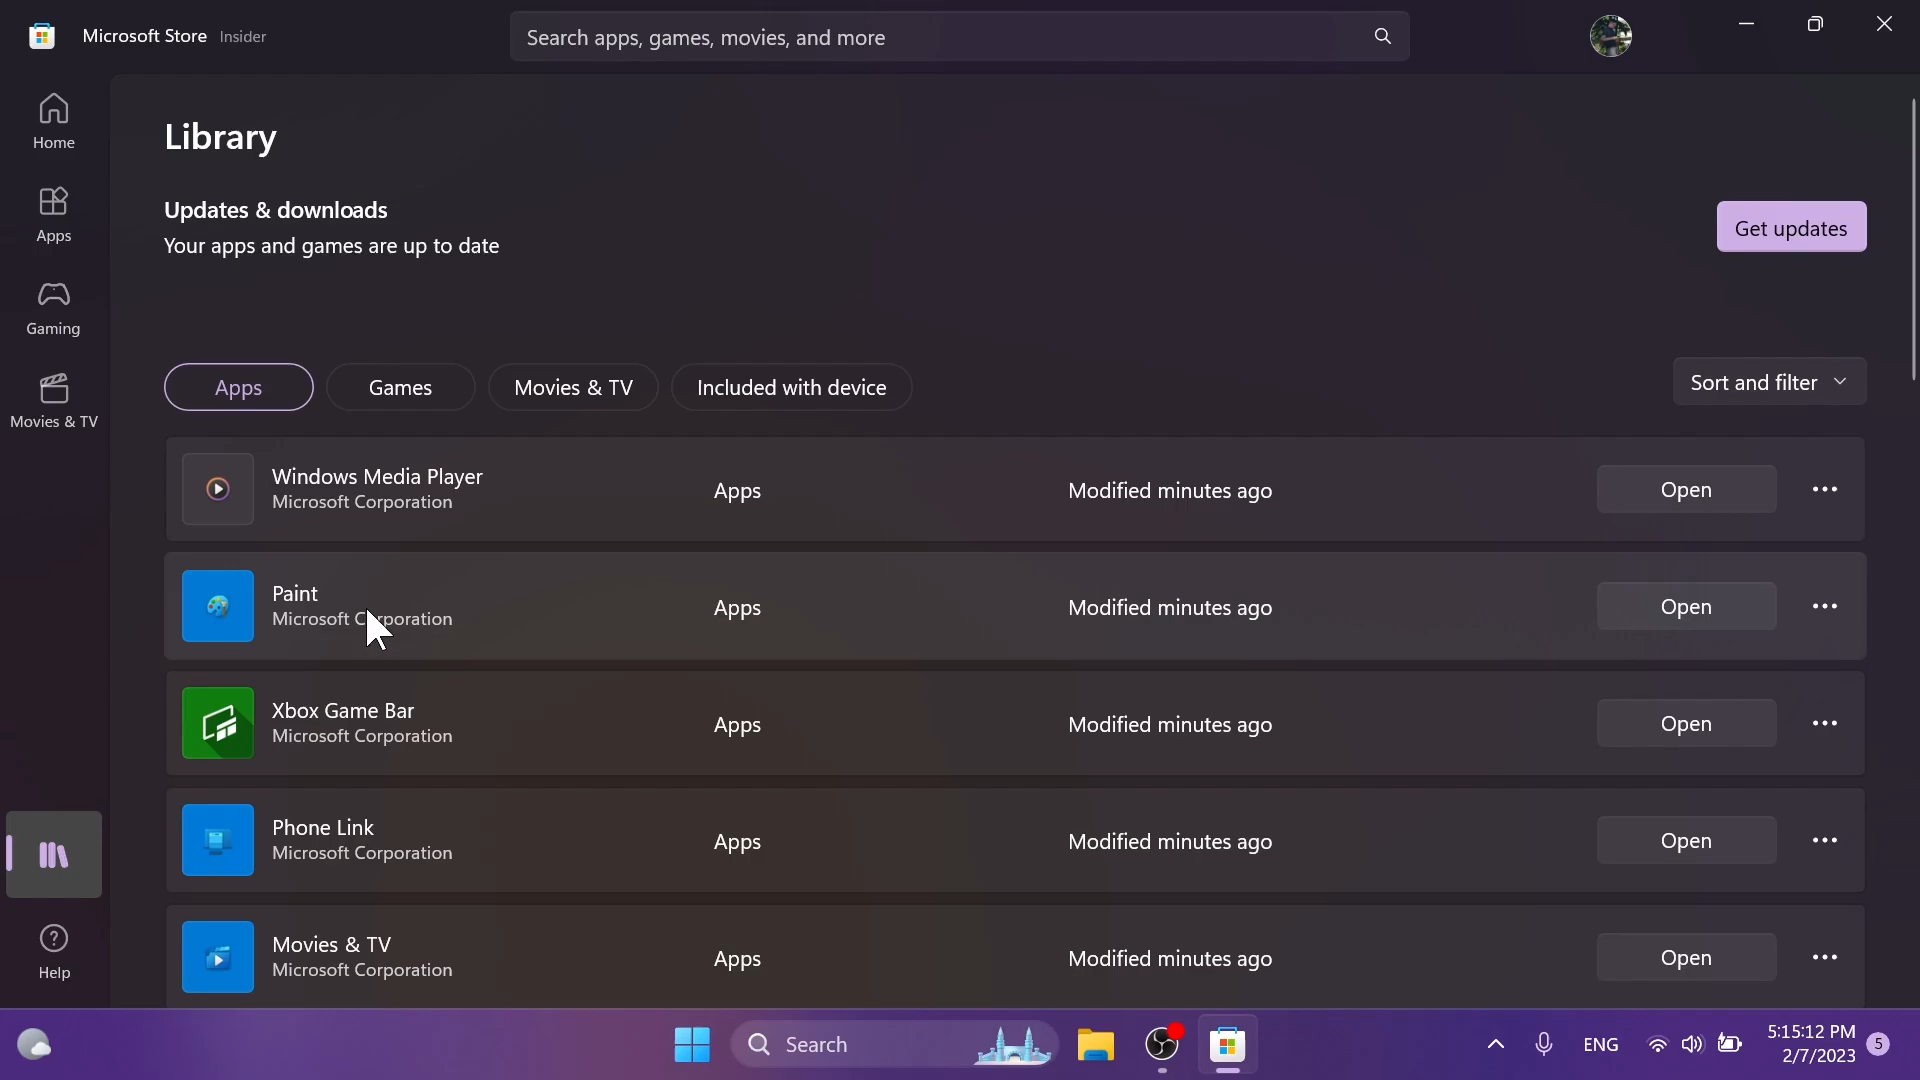 Microsoft Store Insider
Search apps, games, movies, and more
Home
Apps
Gaming
Movies & TV
Help
Library
Updates & downloads
Your apps and games are up to date
Get updates
Apps
Games
Movies & TV
Included with device
Sort and filter
Windows Media Player
Microsoft Corporation
Apps
Modified minutes ago
Open
Paint
Microsoft Corporation
Apps
Modified minutes ago
Open
Xbox Game Bar
Microsoft Corporation
Apps
Modified minutes ago
Open
Phone Link
Microsoft Corporation
Apps
Modified minutes ago
Open
Movies & TV
Microsoft Corporation
Apps
Modified minutes ago
Open
Search
ENG
5:15:12 PM
2/7/2023
5